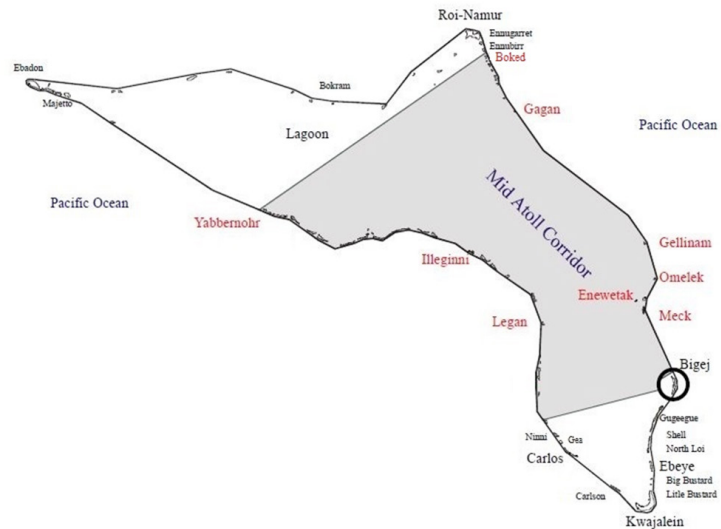 Roi-Namur
Ennugarret
Ennubirr
Boked
Ebadon
Majetto
Bokram
Gagan
Lagoon
Pacific Ocean
Pacific Ocean
Mid Atoll Corridor
Yabbernohr
Gellinam
Illeginni
Omelek
Enewetak
Meck
Legan
Bigej
Gugeegue
Shell
North Loi
Ninni
Gea
Carlos
Ebeye
Big Bustard
Carlson
Litle Bustard
Kwajalein